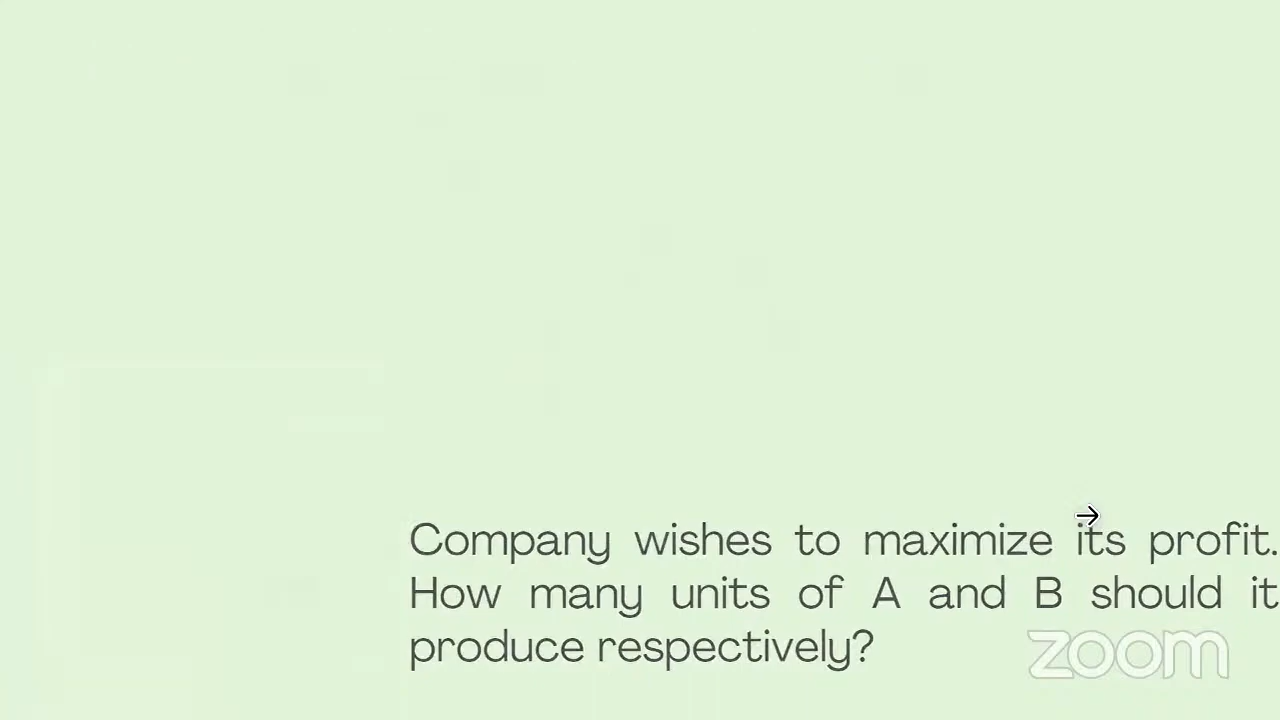 Company wishes to maximize its profit.
How many units of A and B should it
produce respectively?
zoom